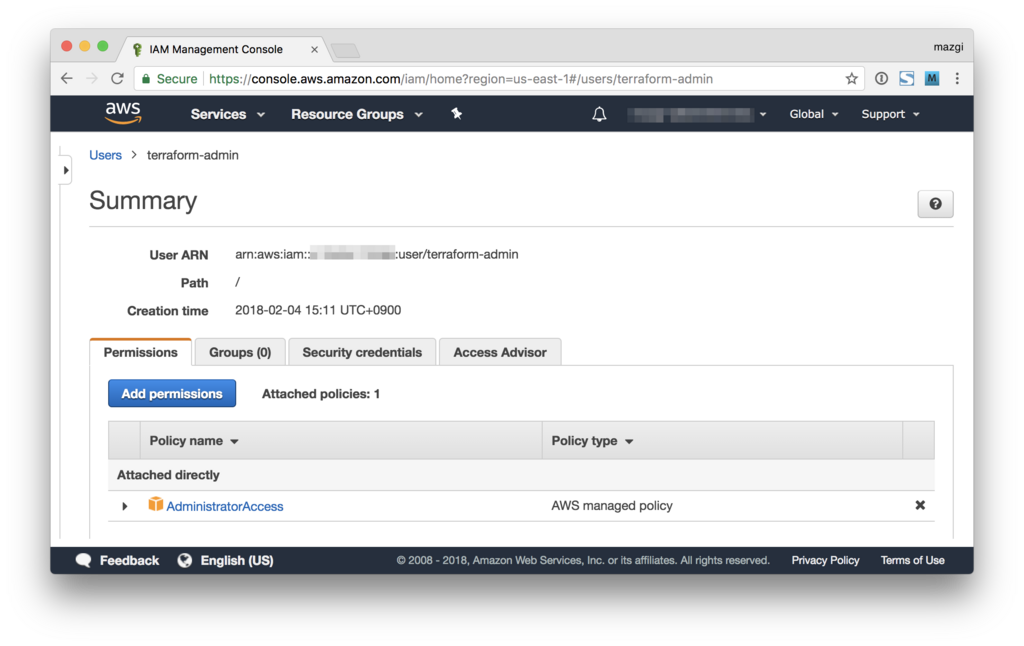 IAM Management Console
mazgi
Secure https://console.aws.amazon.com/iam/home?region=us-east-1#/users/terraform-admin
M
aws Services Resource Groups Global Support
Users > terraform-admin
Summary
?
User ARN arn:aws:iam:: :user/terraform-admin
Path /
Creation time 2018-02-04 15:11 UTC+0900
Permissions Groups (0) Security credentials Access Advisor
Add permissions Attached policies: 1
Policy name Policy type
Attached directly
AdministratorAccess AWS managed policy
Feedback English (US) © 2008 - 2018, Amazon Web Services, Inc. or its affiliates. All rights reserved. Privacy Policy Terms of Use